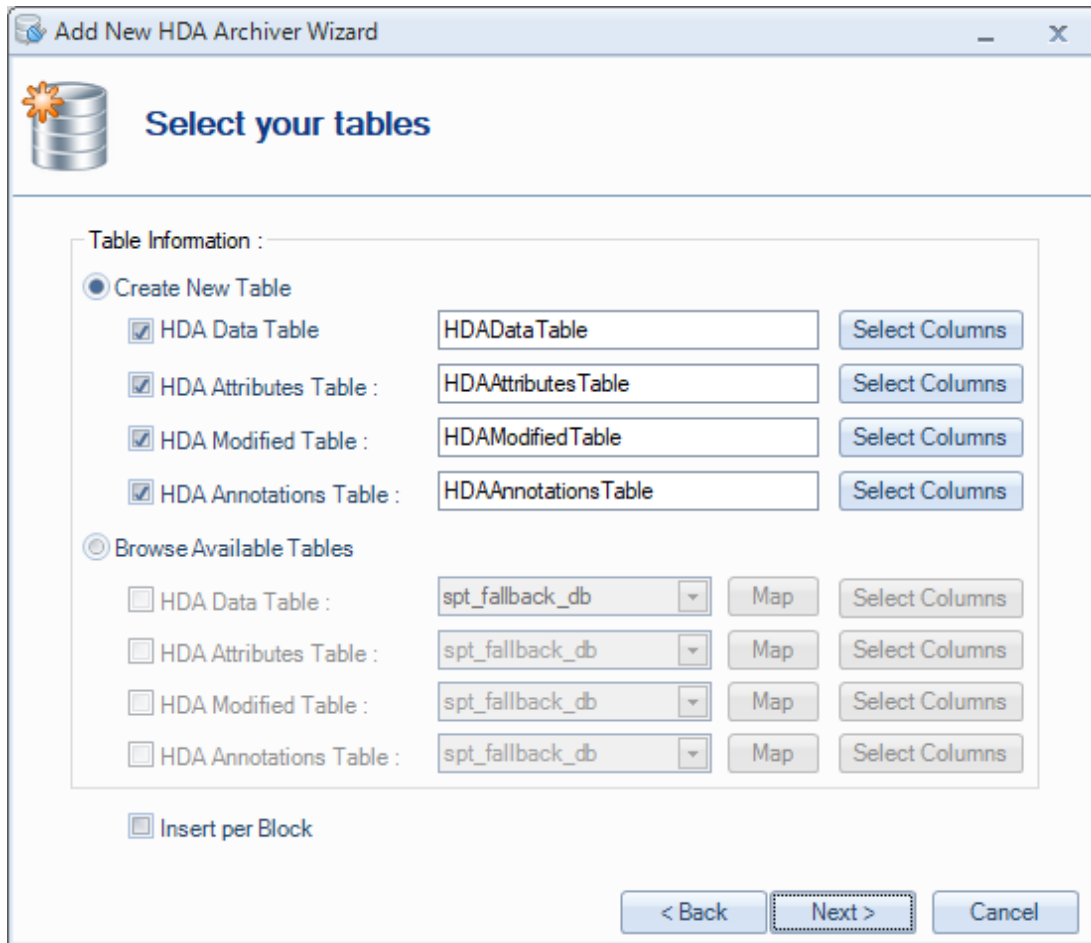 Add New HDA Archiver Wizard
Select your tables
Table Information :
Create New Table
HDA Data Table HDADataTable Select Columns
HDA Attributes Table : HDAAttributesTable Select Columns
HDA Modified Table : HDAModifiedTable Select Columns
HDA Annotations Table : HDAAnnotationsTable Select Columns
Browse Available Tables
HDA Data Table : spt_fallback_db Map Select Columns
HDA Attributes Table : spt_fallback_db Map Select Columns
HDA Modified Table : spt_fallback_db Map Select Columns
HDA Annotations Table : spt_fallback_db Map Select Columns
Insert per Block
< Back Next > Cancel